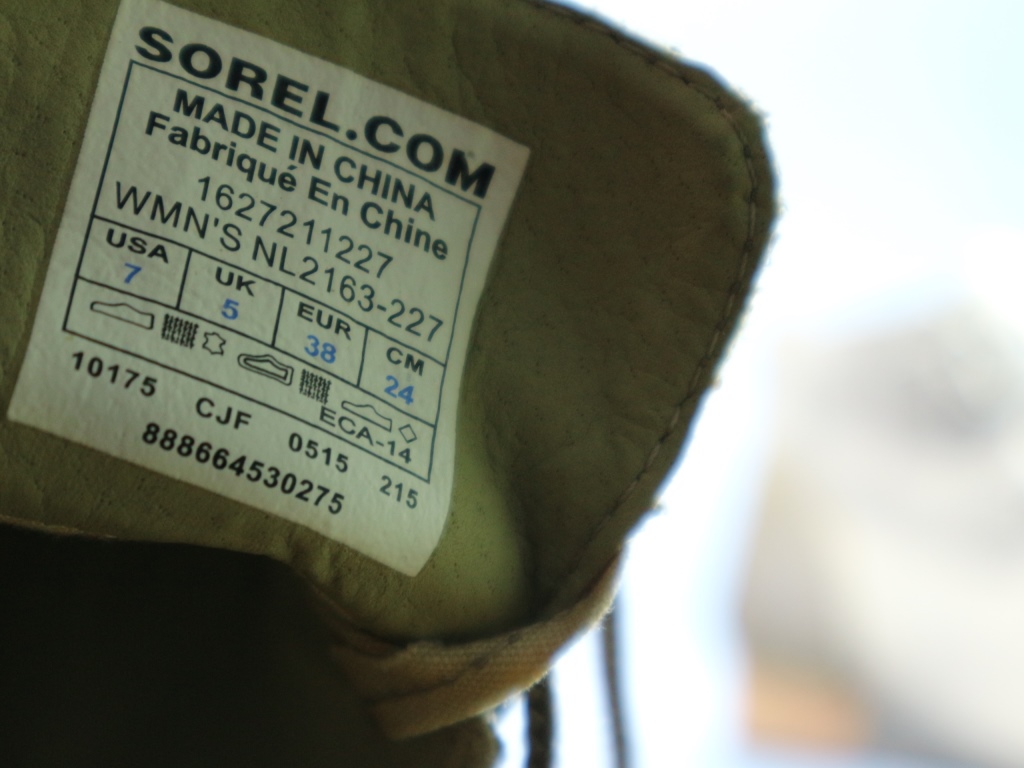 SOREL.COM
MADE IN CHINA
Fabriqué En Chine
1627211227
WMN'S NL2163-227
USA UK EUR CM
7 5 38 24
ECA-14
10175 CJF 0515 215
888664530275